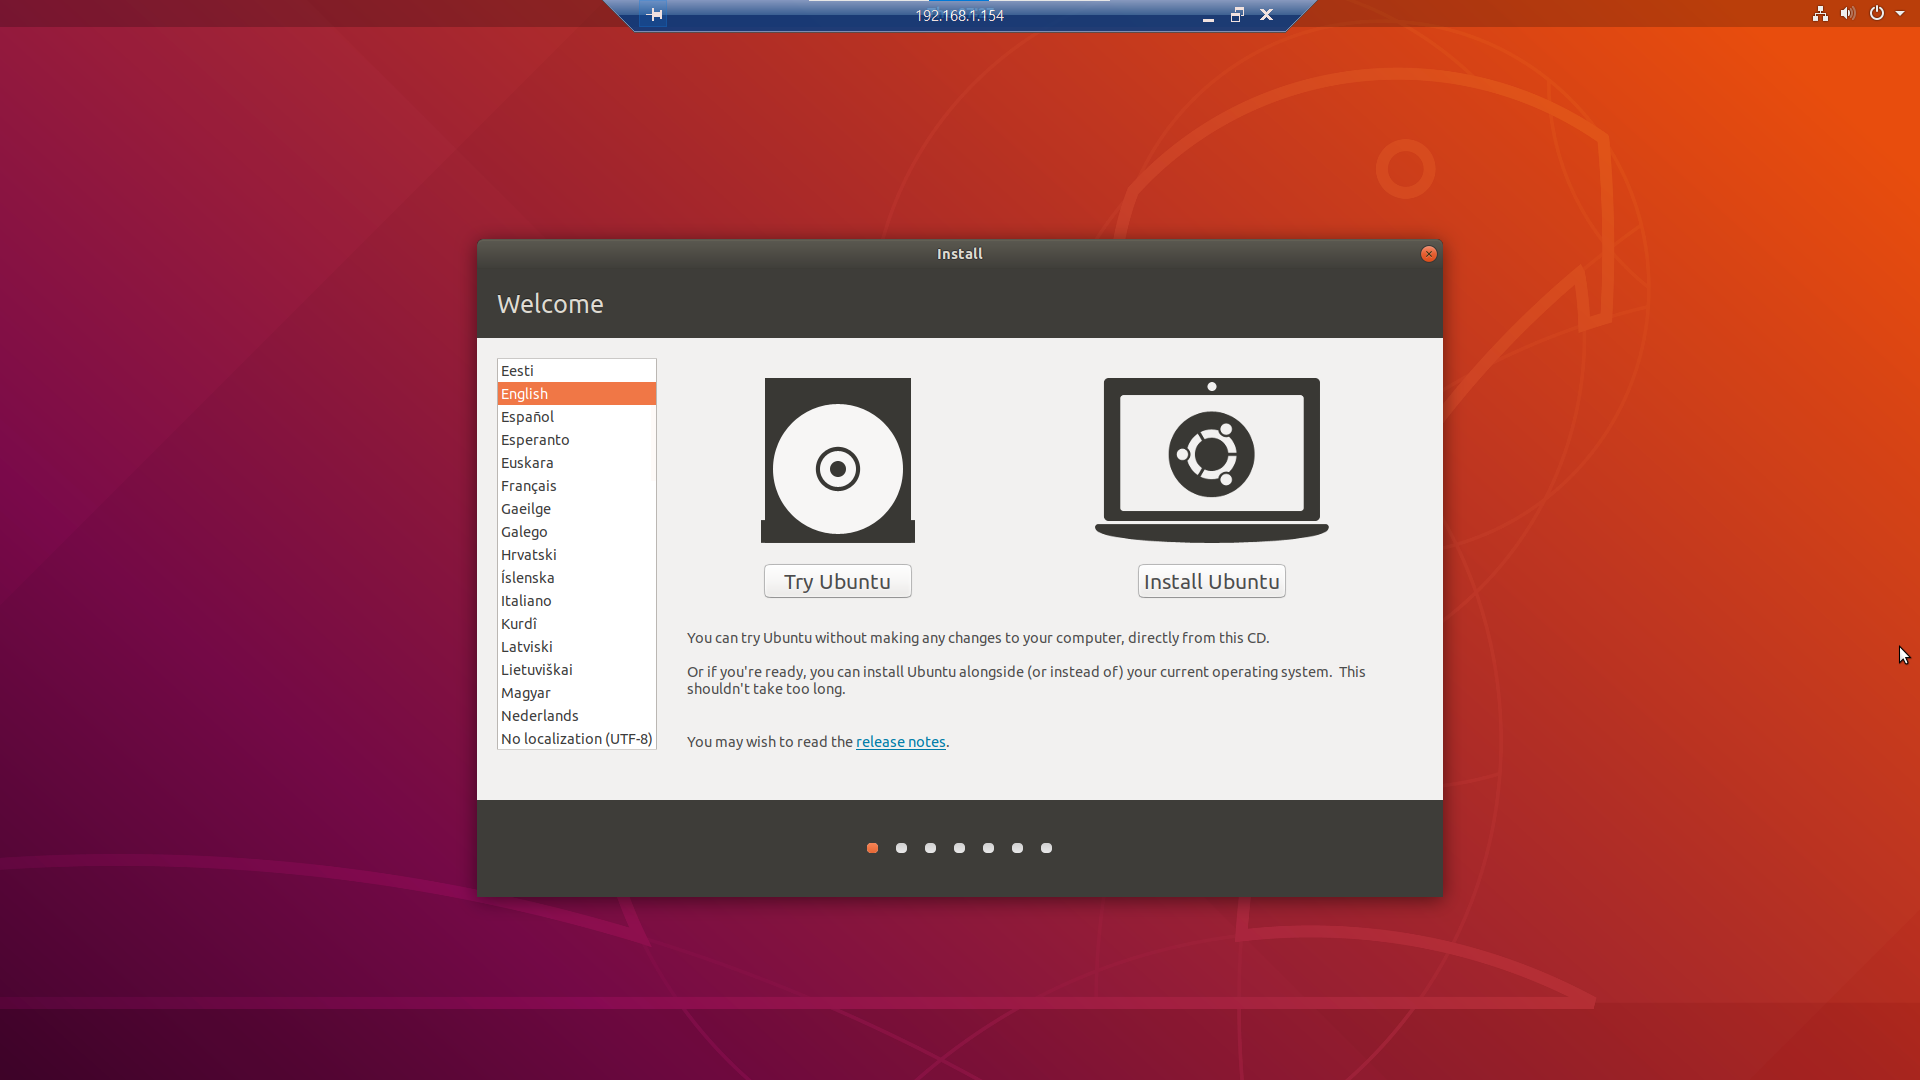 192.168.1.154
Install
Welcome
Eesti
English
Español
Esperanto
Euskara
Français
Gaeilge
Galego
Hrvatski
Íslenska
Italiano
Kurdî
Latviski
Lietuviškai
Magyar
Nederlands
No localization (UTF-8)
Try Ubuntu
Install Ubuntu
You can try Ubuntu without making any changes to your computer, directly from this CD.
Or if you're ready, you can install Ubuntu alongside (or instead of) your current operating system. This
shouldn't take too long.
You may wish to read the release notes.